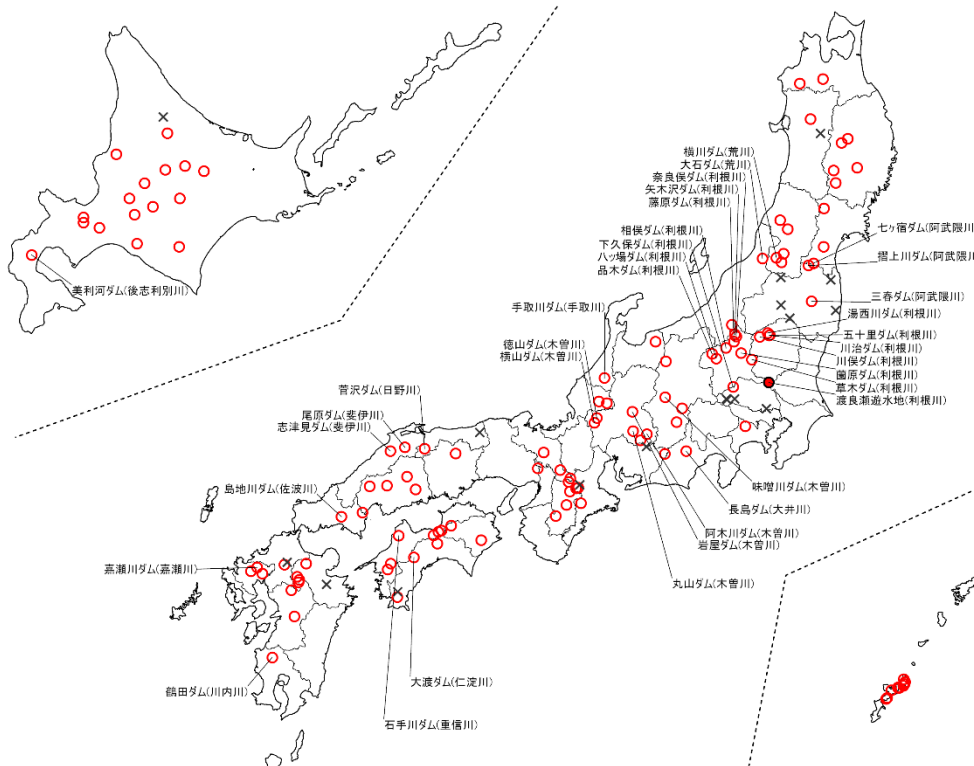 横川ダム(荒川)
大石ダム(荒川)
奈良俣ダム(利根川)
矢木沢ダム(利根川)
藤原ダム(利根川)
相俣ダム(利根川)
下久保ダム(利根川)
八ッ場ダム(利根川)
品木ダム(利根川)
七ヶ宿ダム(阿武隈川
摺上川ダム(阿武隈川
三春ダム(阿武隈川)
湯西川ダム(利根川)
五十里ダム(利根川)
川治ダム(利根川)
川俣ダム(利根川)
薗原ダム(利根川)
草木ダム(利根川)
渡良瀬遊水地(利根川)
美利河ダム(後志利別川)
手取川ダム(手取川)
徳山ダム(木曽川)
横山ダム(木曽川)
菅沢ダム(日野川)
尾原ダム(斐伊川)
志津見ダム(斐伊川)
島地川ダム(佐波川)
嘉瀬川ダム(嘉瀬川)
鶴田ダム(川内川)
大渡ダム(仁淀川)
石手川ダム(重信川)
味噌川ダム(木曽川)
長島ダム(大井川)
阿木川ダム(木曽川)
岩屋ダム(木曽川)
丸山ダム(木曽川)